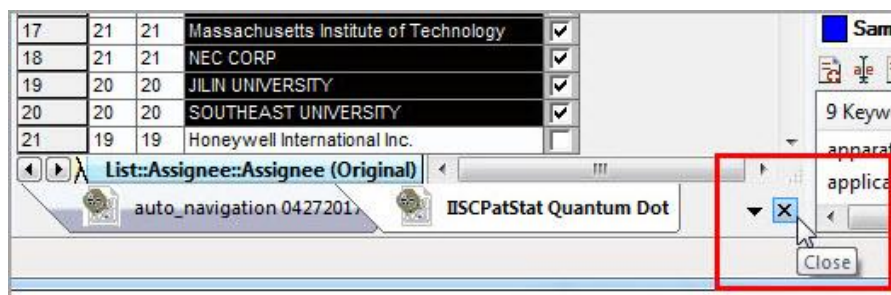 17 21 21 Massachusetts Institute of Technology
18 21 21 NEC CORP
19 20 20 JILIN UNIVERSITY
20 20 20 SOUTHEAST UNIVERSITY
21 19 19 Honeywell International Inc.
List::Assignee::Assignee (Original)
auto_navigation 0427201
IISCPatStat Quantum Dot
Close
Sam
a|e
9 Keyw
apparat
applica